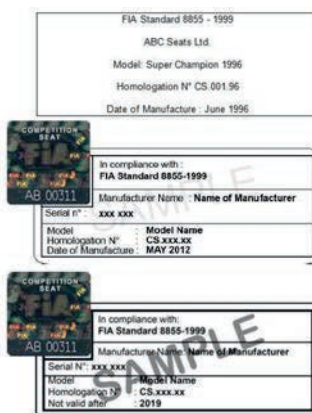 FIA Standard 8855 - 1999
ABC Seats Ltd.
Model: Super Champion 1996
Homologation N° CS.001.96
Date of Manufacture : June 1996
COMPETITION SEAT
FIA
AB 00311
In compliance with :
FIA Standard 8855-1999
Manufacturer Name : Name of Manufacturer
Serial n° : xxx xxx
Model : Model Name
Homologation N° : CS.xxx.xx
Date of Manufacture : MAY 2012
SAMPLE
COMPETITION SEAT
FIA
AB 00311
In compliance with:
FIA Standard 8855-1999
Manufacturer Name: Name of Manufacturer
Serial N°: xxx xxx
Model : Model Name
Homologation N° : CS.xxx.xx
Not valid after : 2019
SAMPLE